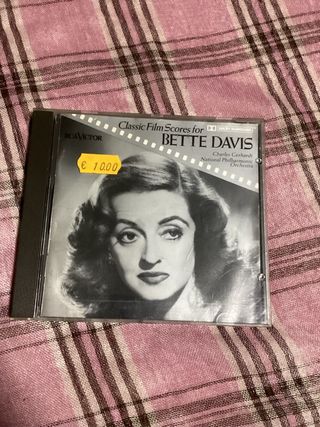 Classic Film Scores for
BETTE DAVIS
RCA VICTOR
€ 10.00
Charles Gerhardt
National Philharmonic
Orchestra